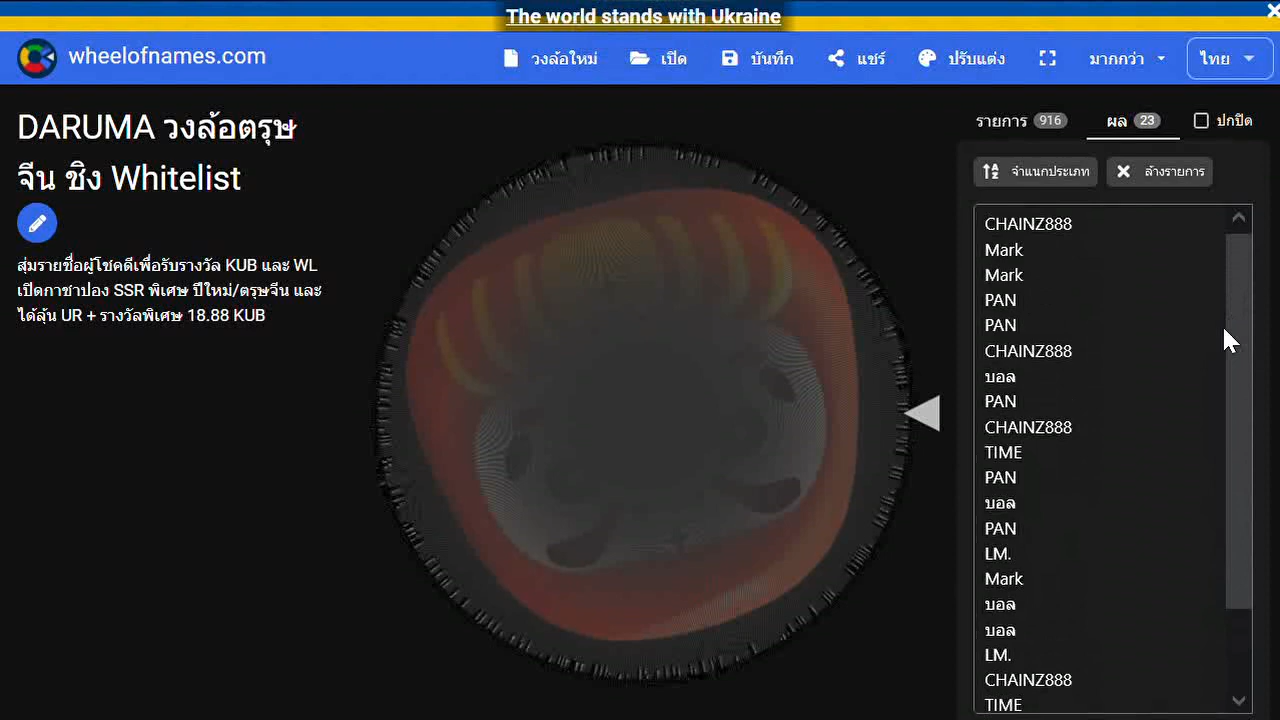 The world stands with Ukraine
wheelofnames.com
วงล้อใหม่
เปิด
บันทึก
แชร์
ปรับแต่ง
มากกว่า
ไทย
DARUMA วงล้อตรุษ
จีน ชิง Whitelist
สุ่มรายชื่อผู้โชคดีเพื่อรับรางวัล KUB และ WL
เปิดกาชาปอง SSR พิเศษ ปีใหม่/ตรุษจีน และ
ได้ลุ้น UR + รางวัลพิเศษ 18.88 KUB
รายการ 916
ผล 23
ปกปิด
จำแนกประเภท
ล้างรายการ
CHAINZ888
Mark
Mark
PAN
PAN
CHAINZ888
บอล
PAN
CHAINZ888
TIME
PAN
บอล
PAN
LM.
Mark
บอล
บอล
LM.
CHAINZ888
TIME